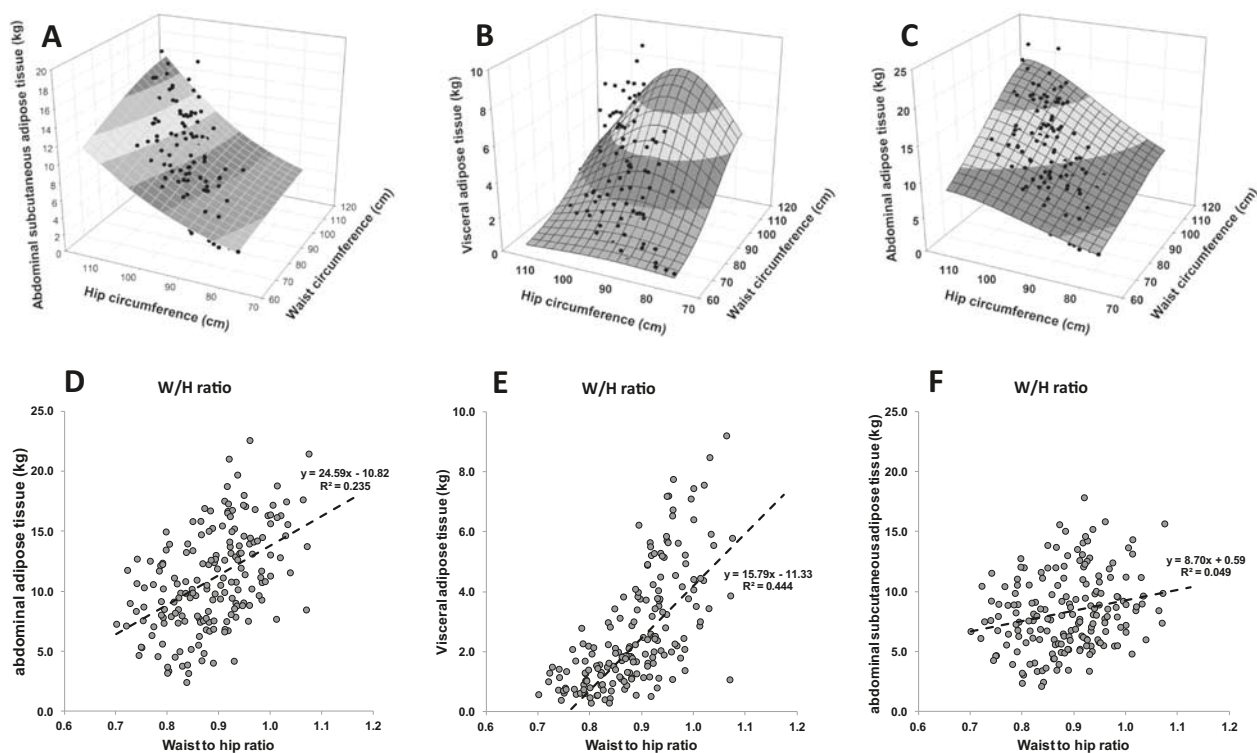 A
Abdominal subcutaneous adipose tissue (kg)
20
18
16
14
12
10
8
6
4
2
0
110
100
90
80
70
Hip circumference (cm)
60
70
80
90
100
110
120
Waist circumference (cm)
B
Visceral adipose tissue (kg)
10
8
6
4
2
0
110
100
90
80
70
Hip circumference (cm)
60
70
80
90
100
110
120
Waist circumference (cm)
C
Abdominal adipose tissue (kg)
25
20
15
10
5
0
110
100
90
80
70
Hip circumference (cm)
60
70
80
90
100
110
120
Waist circumference (cm)
D
W/H ratio
abdominal adipose tissue (kg)
25.0
20.0
15.0
10.0
5.0
0.0
y = 24.59x - 10.82
R² = 0.235
0.6 0.7 0.8 0.9 1.0 1.1 1.2
Waist to hip ratio
E
W/H ratio
Visceral adipose tissue (kg)
10.0
8.0
6.0
4.0
2.0
0.0
y = 15.79x - 11.33
R² = 0.444
0.6 0.7 0.8 0.9 1.0 1.1 1.2
Waist to hip ratio
F
W/H ratio
abdominal subcutaneous adipose tissue (kg)
25.0
20.0
15.0
10.0
5.0
0.0
y = 8.70x + 0.59
R² = 0.049
0.6 0.7 0.8 0.9 1.0 1.1 1.2
Waist to hip ratio